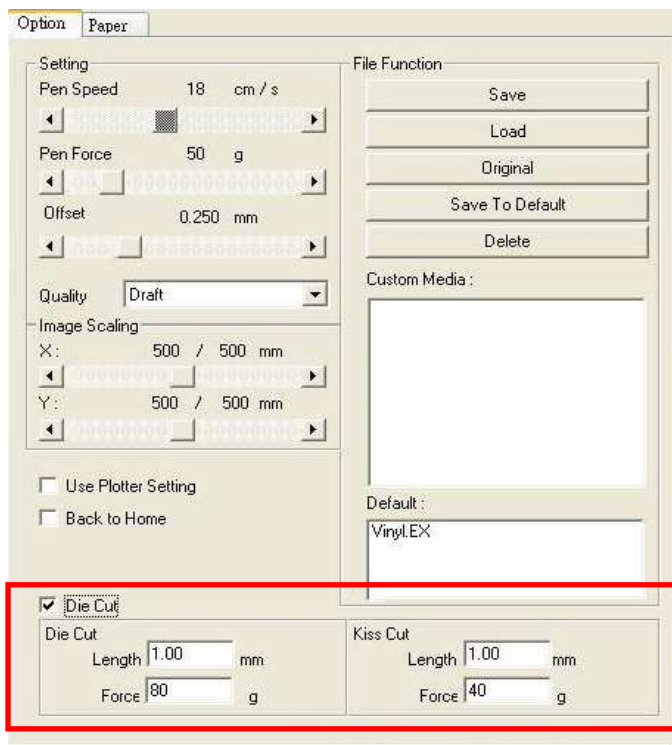 Option Paper
Setting
Pen Speed 18 cm / s
Pen Force 50 g
Offset 0.250 mm
Quality Draft
Image Scaling
X : 500 / 500 mm
Y : 500 / 500 mm
Use Plotter Setting
Back to Home
File Function
Save
Load
Original
Save To Default
Delete
Custom Media :
Default :
Vinyl.EX
Die Cut
Die Cut
Length 1.00 mm
Force 80 g
Kiss Cut
Length 1.00 mm
Force 40 g